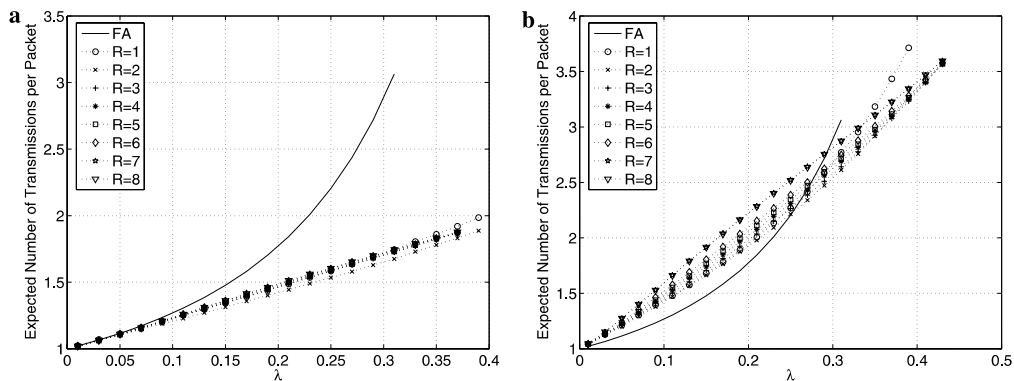 a
Expected Number of Transmissions per Packet
3.5
3
2.5
2
1.5
1
FA
R=1
R=2
R=3
R=4
R=5
R=6
R=7
R=8
0 0.05 0.1 0.15 0.2 0.25 0.3 0.35 0.4
λ
b
Expected Number of Transmissions per Packet
4
3.5
3
2.5
2
1.5
1
FA
R=1
R=2
R=3
R=4
R=5
R=6
R=7
R=8
0 0.1 0.2 0.3 0.4 0.5
λ